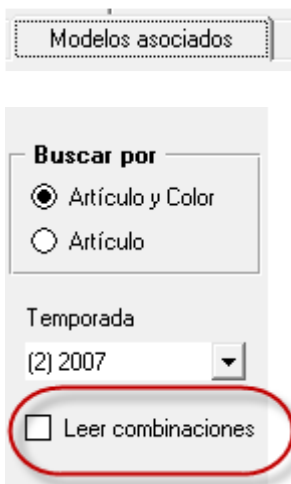 Modelos asociados
Buscar por
Artículo y Color
Artículo
Temporada
(2) 2007
Leer combinaciones